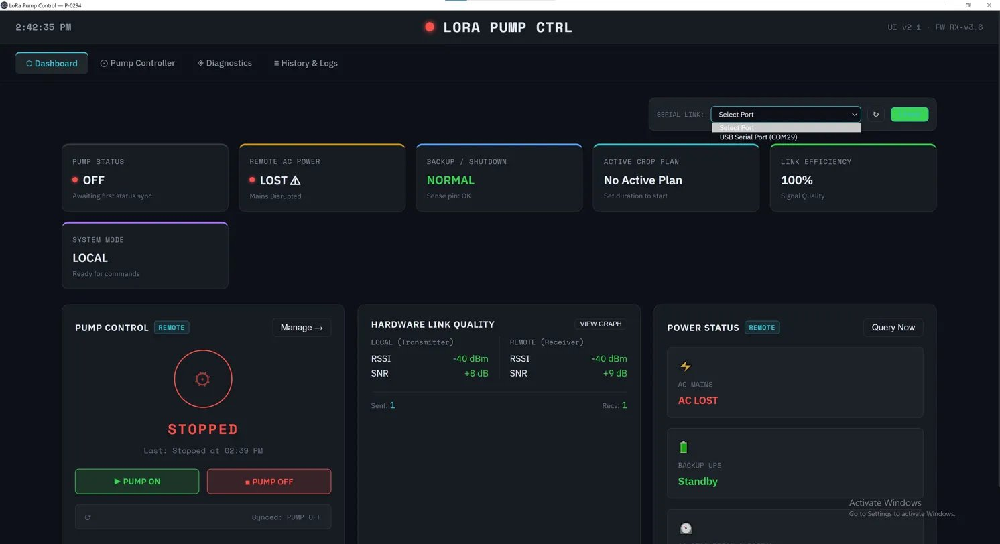 LoRa Pump Control — P-0294
2:42:35 PM
LORA PUMP CTRL
UI v2.1 · FW RX-v3.6
Dashboard
Pump Controller
Diagnostics
History & Logs
SERIAL LINK:
Select Port
Select Port
USB Serial Port (COM29)
PUMP STATUS
OFF
Awaiting first status sync
REMOTE AC POWER
LOST ⚠
Mains Disrupted
BACKUP / SHUTDOWN
NORMAL
Sense pin: OK
ACTIVE CROP PLAN
No Active Plan
Set duration to start
LINK EFFICIENCY
100%
Signal Quality
SYSTEM MODE
LOCAL
Ready for commands
PUMP CONTROL REMOTE
Manage →
STOPPED
Last: Stopped at 02:39 PM
▶ PUMP ON
■ PUMP OFF
Synced: PUMP OFF
HARDWARE LINK QUALITY
VIEW GRAPH
LOCAL (Transmitter)
RSSI -40 dBm
SNR +8 dB
REMOTE (Receiver)
RSSI -40 dBm
SNR +9 dB
Sent: 1
Recv: 1
POWER STATUS REMOTE
Query Now
AC MAINS
AC LOST
BACKUP UPS
Standby
Activate Windows
Go to Settings to activate Windows.